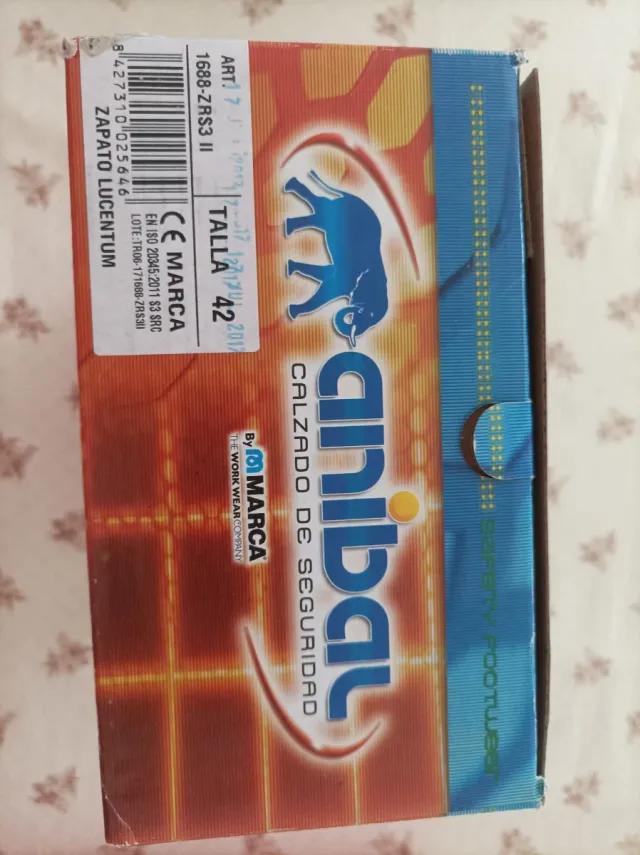 ART.
1688-ZRS3 II
TALLA 42
8 427310 025646
CE MARCA
EN ISO 20345:2011 S3 SRC
LOTE:TR06-171688-ZRS3II
ZAPATO LUCENTUM
SAFETY FOOTWEAR
anibal
CALZADO DE SEGURIDAD
By MARCA
THE WORK WEAR COMPANY